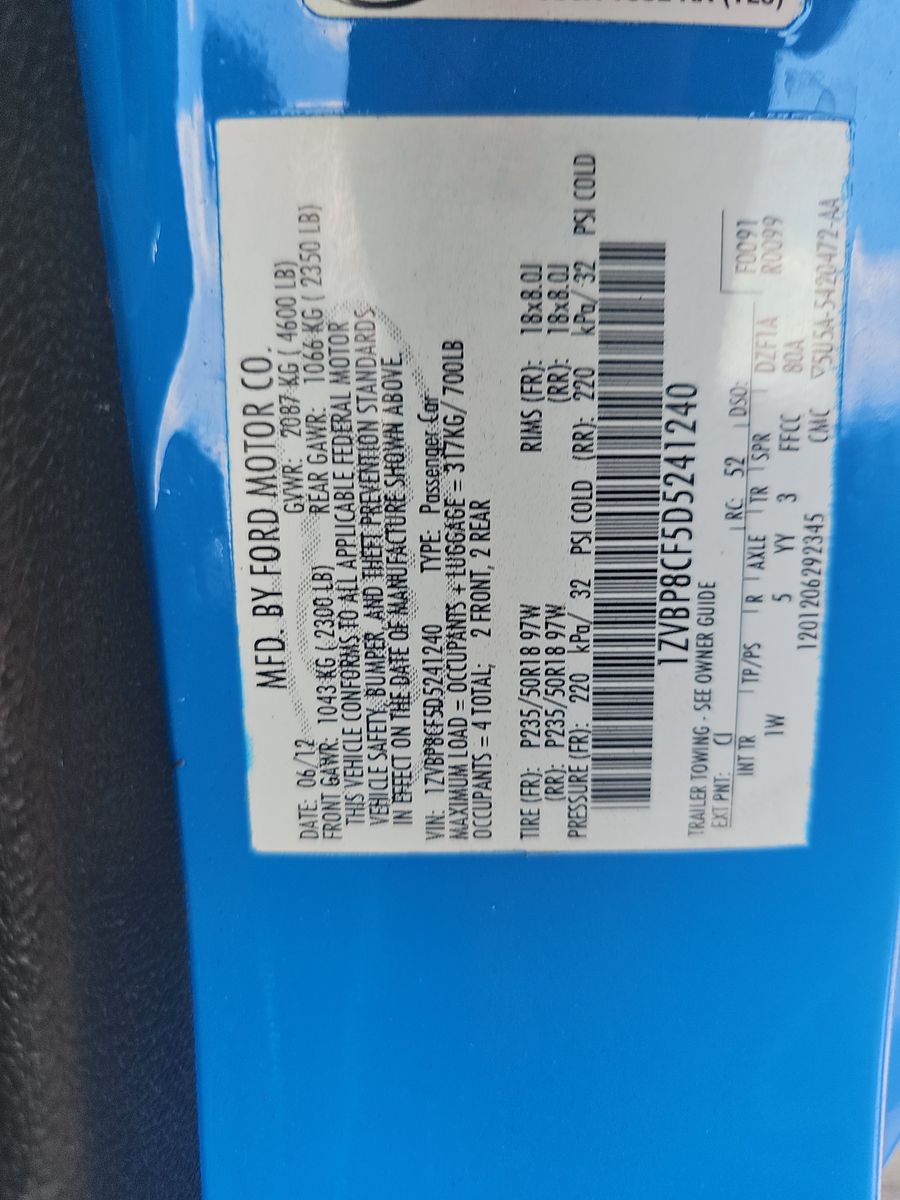 MFD. BY FORD MOTOR CO.
DATE: 06/12 GVWR: 2087 KG ( 4600 LB)
FRONT GAWR: 1043 KG ( 2300 LB) REAR GAWR: 1066 KG ( 2350 LB)
THIS VEHICLE CONFORMS TO ALL APPLICABLE FEDERAL MOTOR
VEHICLE SAFETY, BUMPER, AND THEFT PREVENTION STANDARDS
IN EFFECT ON THE DATE OF MANUFACTURE SHOWN ABOVE.
VIN: 1ZVBP8CF5D5241240 TYPE: Passenger Car
MAXIMUM LOAD = OCCUPANTS + LUGGAGE = 317KG/ 700LB
OCCUPANTS = 4 TOTAL; 2 FRONT, 2 REAR
TIRE (FR): P235/50R18 97W RIMS (FR): 18x8.0J
(RR): P235/50R18 97W (RR): 18x8.0J
PRESSURE (FR): 220 kPa/ 32 PSI COLD (RR): 220 kPa/ 32 PSI COLD
1ZVBP8CF5D5241240
TRAILER TOWING - SEE OWNER GUIDE
EXT PNT: CI RC: 52 DSO: F0091
INT TR TP/PS R AXLE TR SPR DZF1A R0099
1W 5 YY 3 FFCC 80A
1201206292345 CMC ▽5U5A-5420472-AA